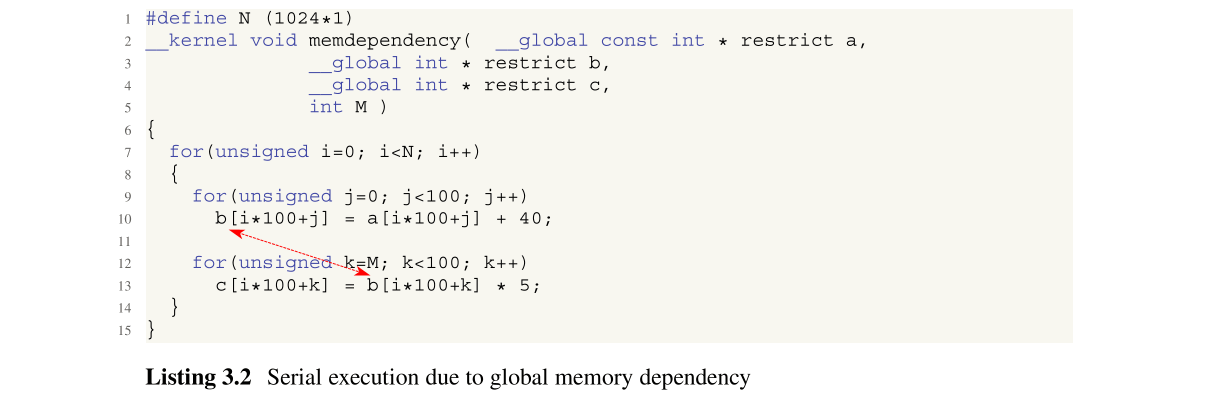 1 #define N (1024*1)
2 __kernel void memdependency(  __global const int * restrict a,
3               __global int * restrict b,
4               __global int * restrict c,
5               int M )
6 {
7   for(unsigned i=0; i<N; i++)
8   {
9     for(unsigned j=0; j<100; j++)
10       b[i*100+j] = a[i*100+j] + 40;
11
12     for(unsigned k=M; k<100; k++)
13       c[i*100+k] = b[i*100+k] * 5;
14   }
15 }
Listing 3.2 Serial execution due to global memory dependency